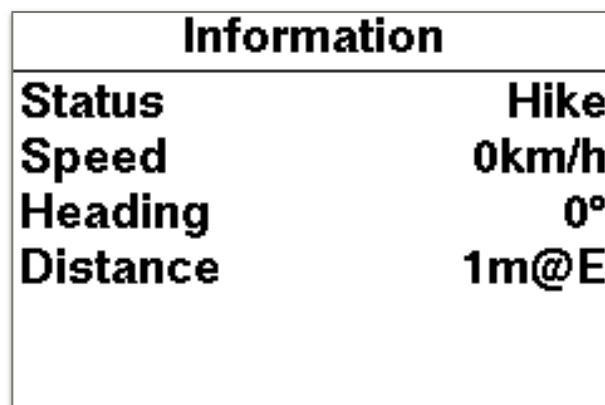 Information
Status Hike
Speed 0km/h
Heading 0°
Distance 1m@E